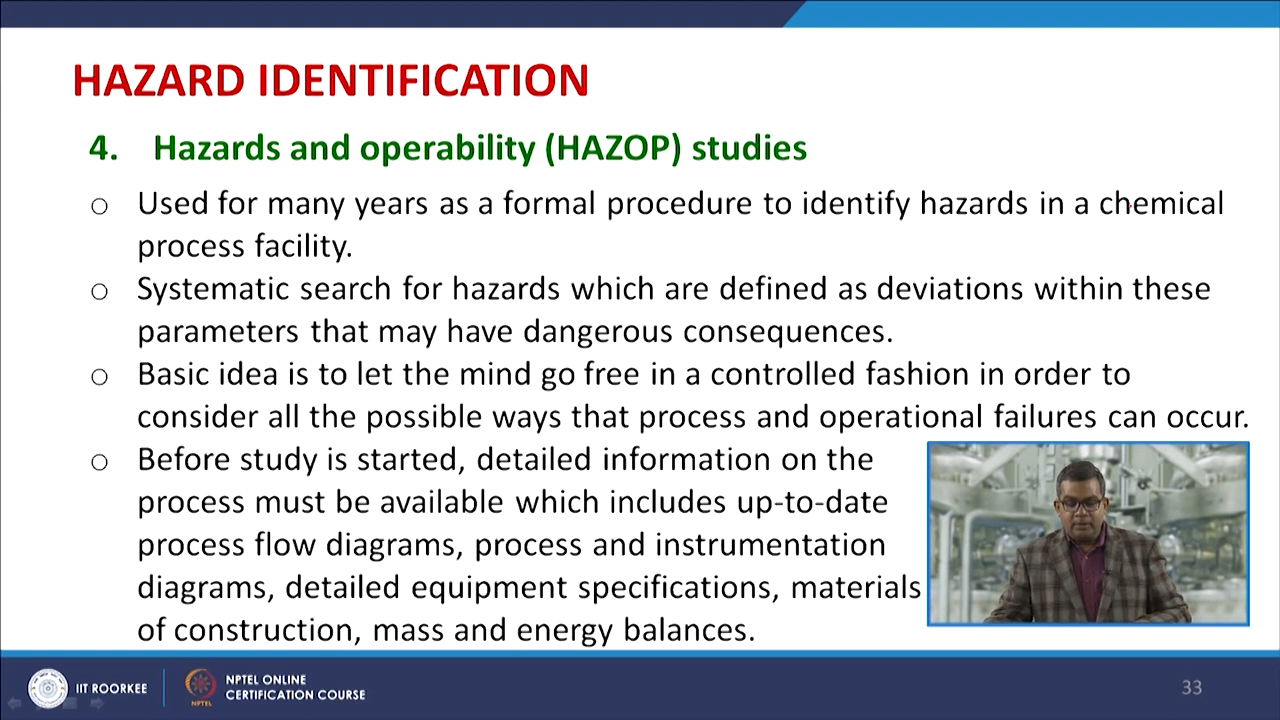 HAZARD IDENTIFICATION
4. Hazards and operability (HAZOP) studies
○ Used for many years as a formal procedure to identify hazards in a chemical
process facility.
○ Systematic search for hazards which are defined as deviations within these
parameters that may have dangerous consequences.
○ Basic idea is to let the mind go free in a controlled fashion in order to
consider all the possible ways that process and operational failures can occur.
○ Before study is started, detailed information on the
process must be available which includes up-to-date
process flow diagrams, process and instrumentation
diagrams, detailed equipment specifications, materials
of construction, mass and energy balances.
IIT ROORKEE
NPTEL
NPTEL ONLINE
CERTIFICATION COURSE
33